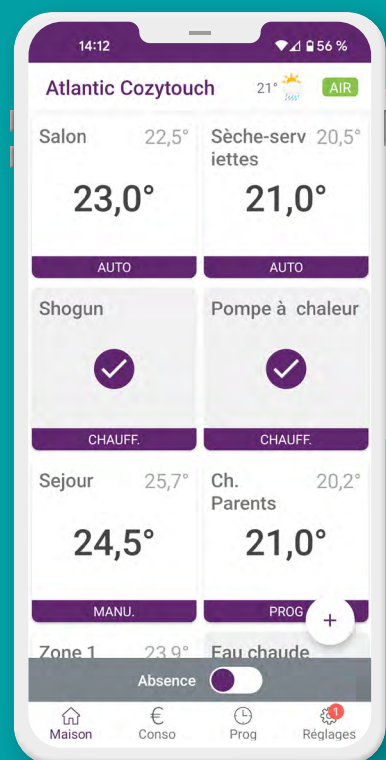 14:12 56 %
Atlantic Cozytouch 21° AIR
Salon 22,5°
23,0°
AUTO
Sèche-serv 20,5°
iettes
21,0°
AUTO
Shogun
CHAUFF.
Pompe à chaleur
CHAUFF.
Sejour 25,7°
24,5°
MANU.
Ch. 20,2°
Parents
21,0°
PROG
+
Zone 1 23,9°
Eau chaude
Absence
Maison
€
Conso
Prog
1
Réglages